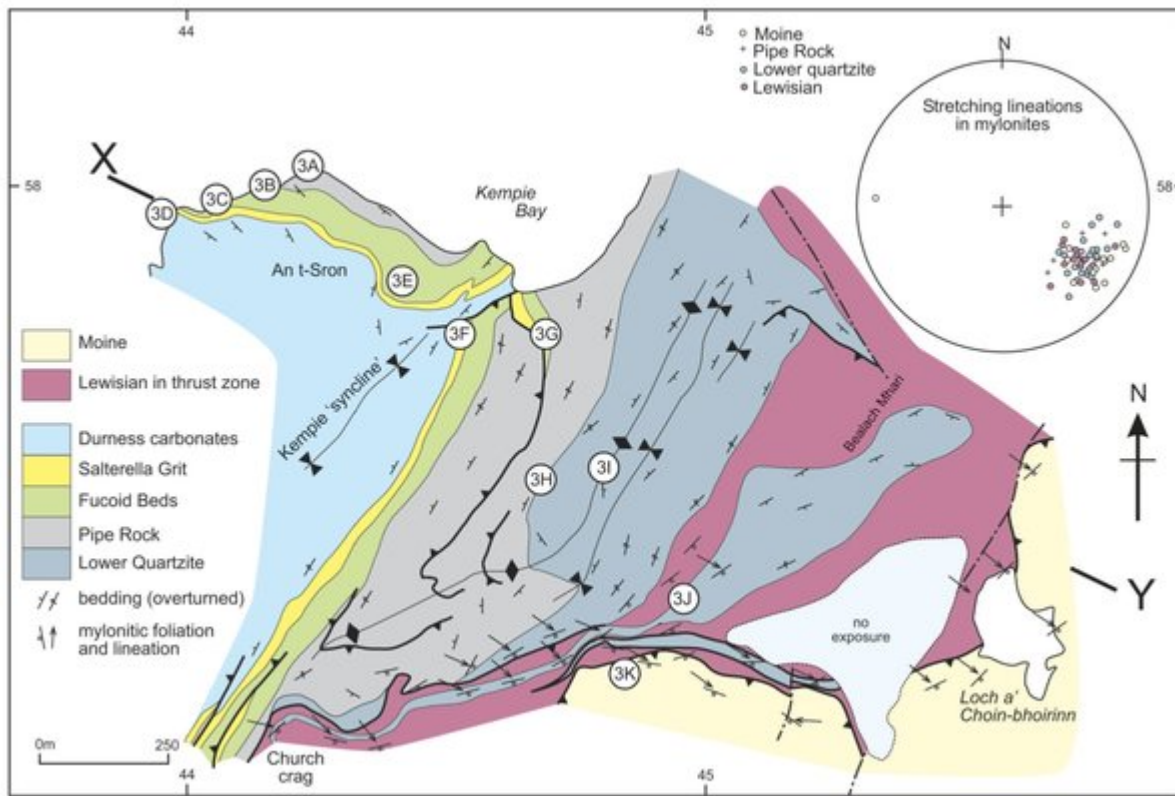 44
45
Moine
Pipe Rock
Lower quartzite
Lewisian
N
Stretching lineations
in mylonites
X
58
58
3A
3B
3C
3D
Kempie
Bay
An t-Sron
3E
3F
3G
Kempie 'syncline'
3H
3I
Bealach Mhari
N
Moine
Lewisian in thrust zone
Durness carbonates
Salterella Grit
Fucoid Beds
Pipe Rock
Lower Quartzite
bedding (overturned)
mylonitic foliation
and lineation
3J
Y
no
exposure
3K
Loch a'
Choin-bhoirinn
0m
250
Church
crag
44
45